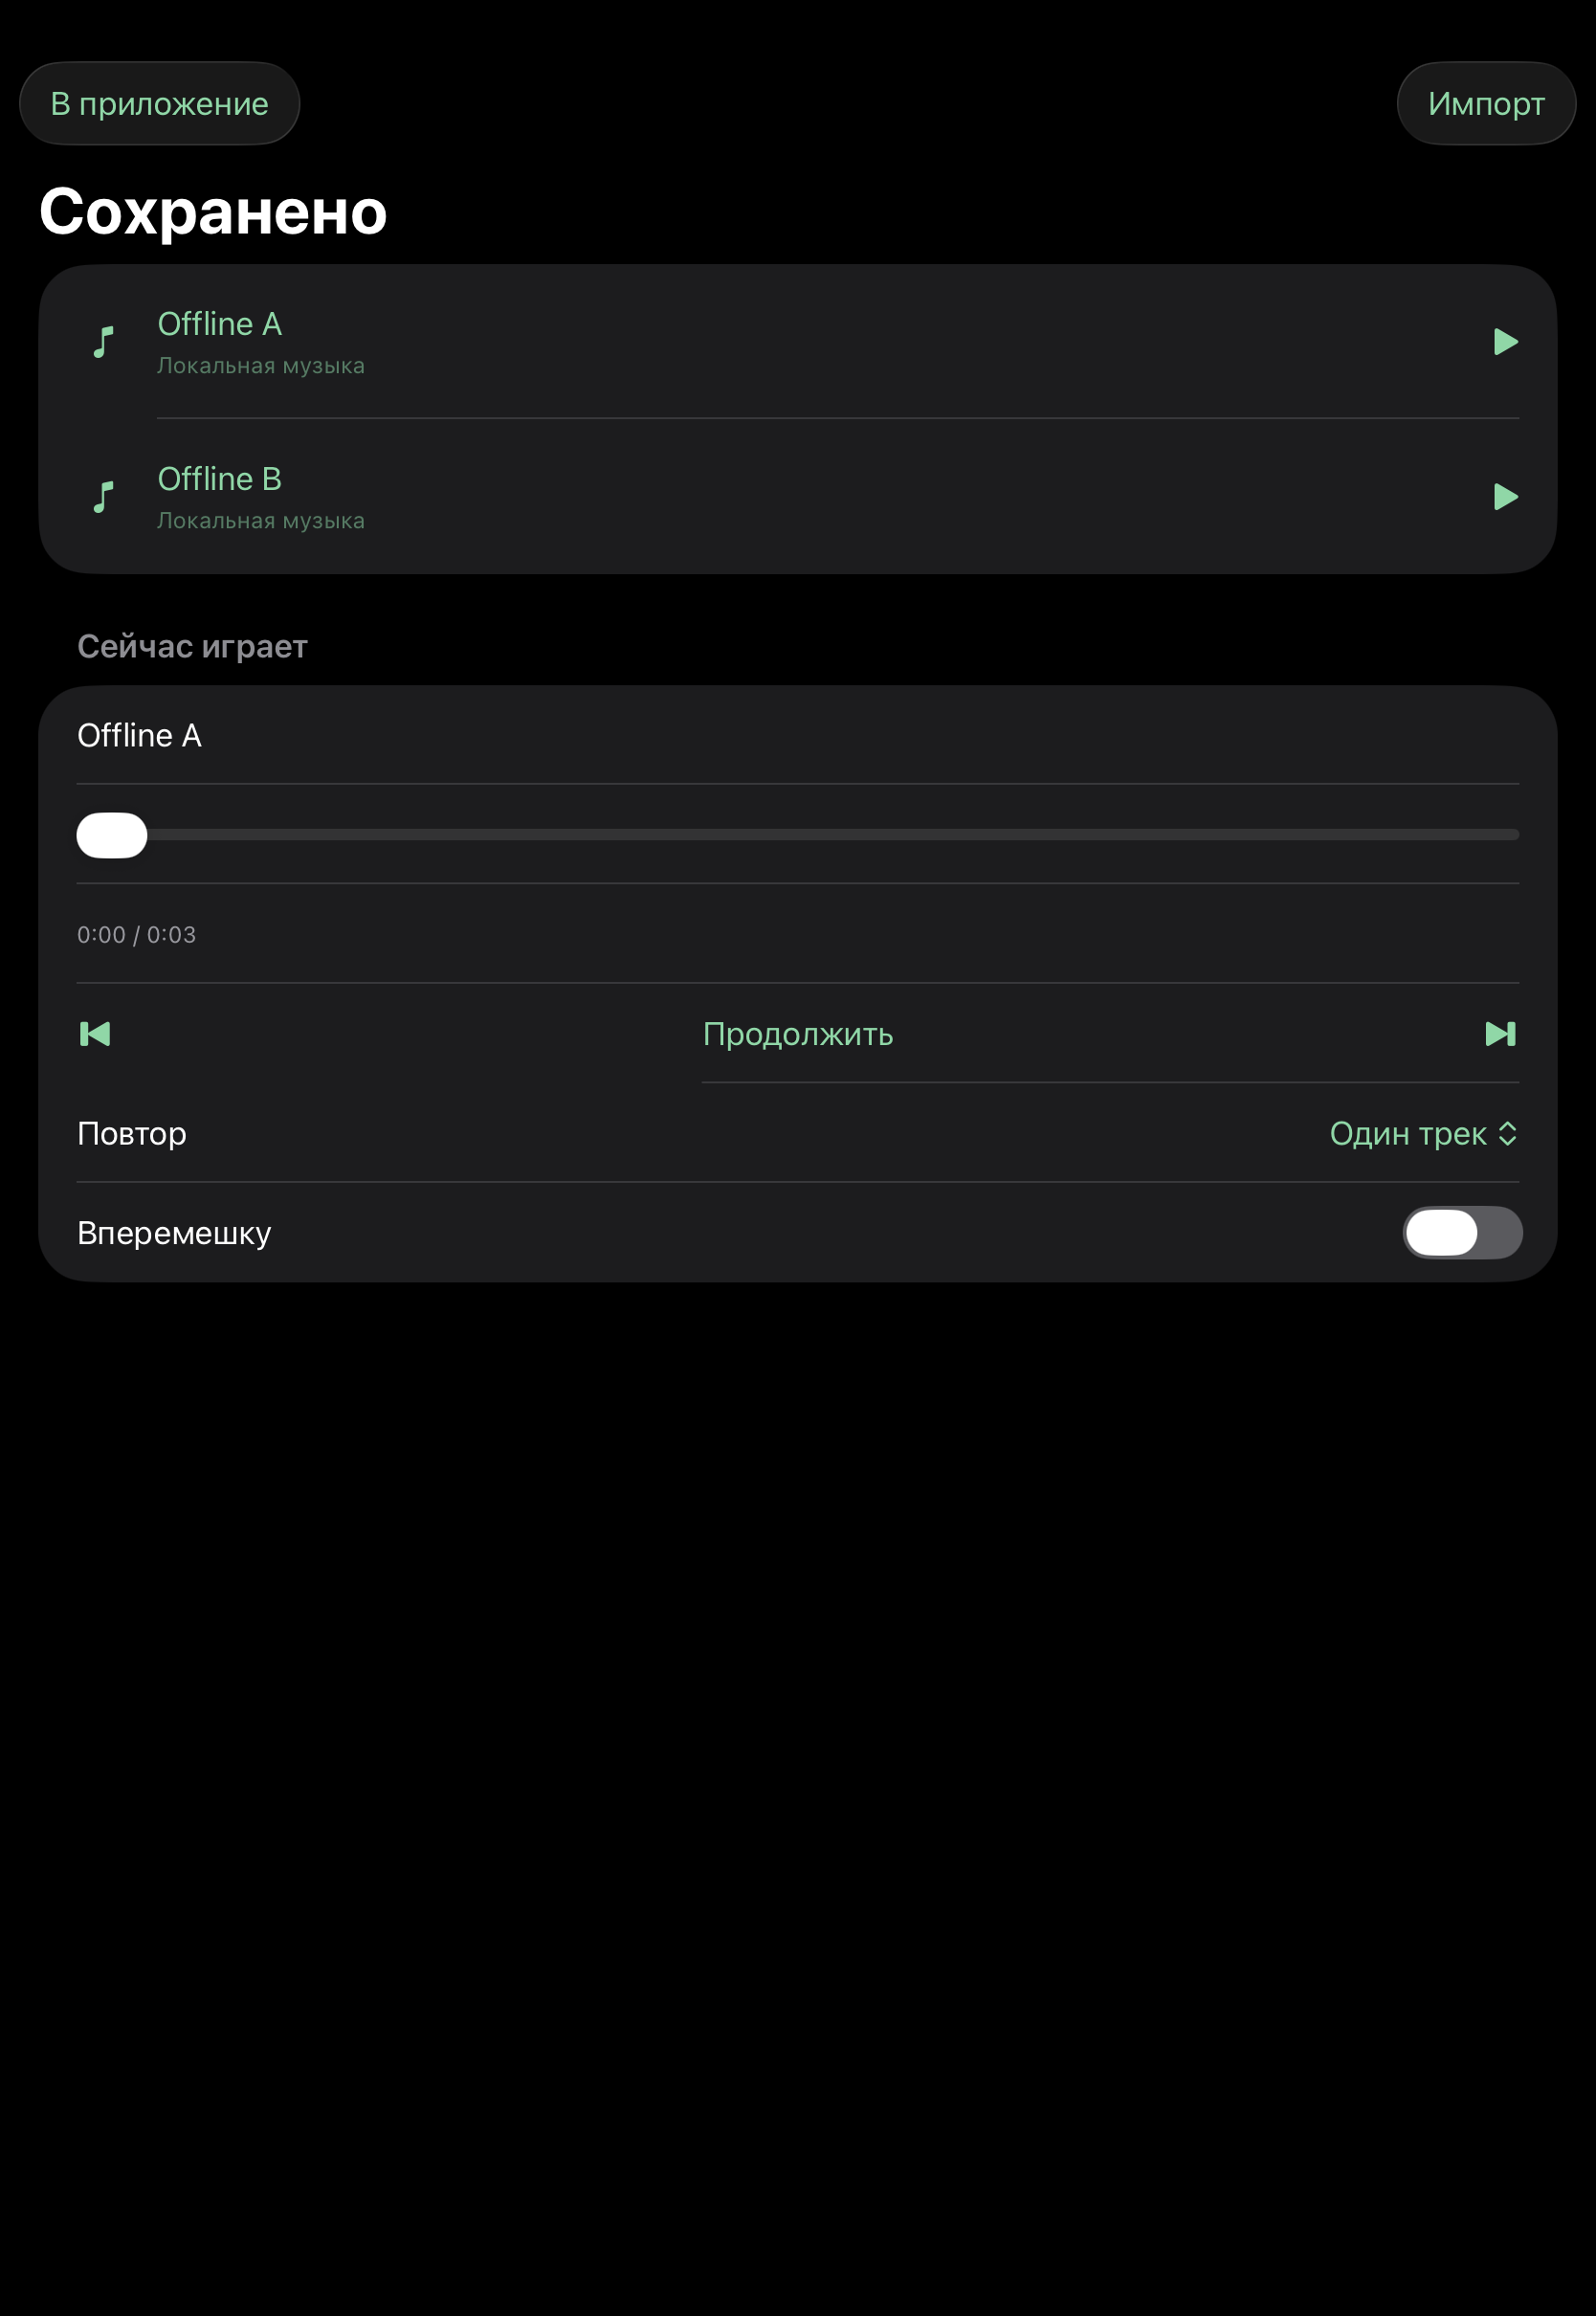 В приложение
Импорт
Сохранено
Offline A
Локальная музыка
Offline B
Локальная музыка
Сейчас играет
Offline A
0:00 / 0:03
Продолжить
Повтор
Один трек
Вперемешку